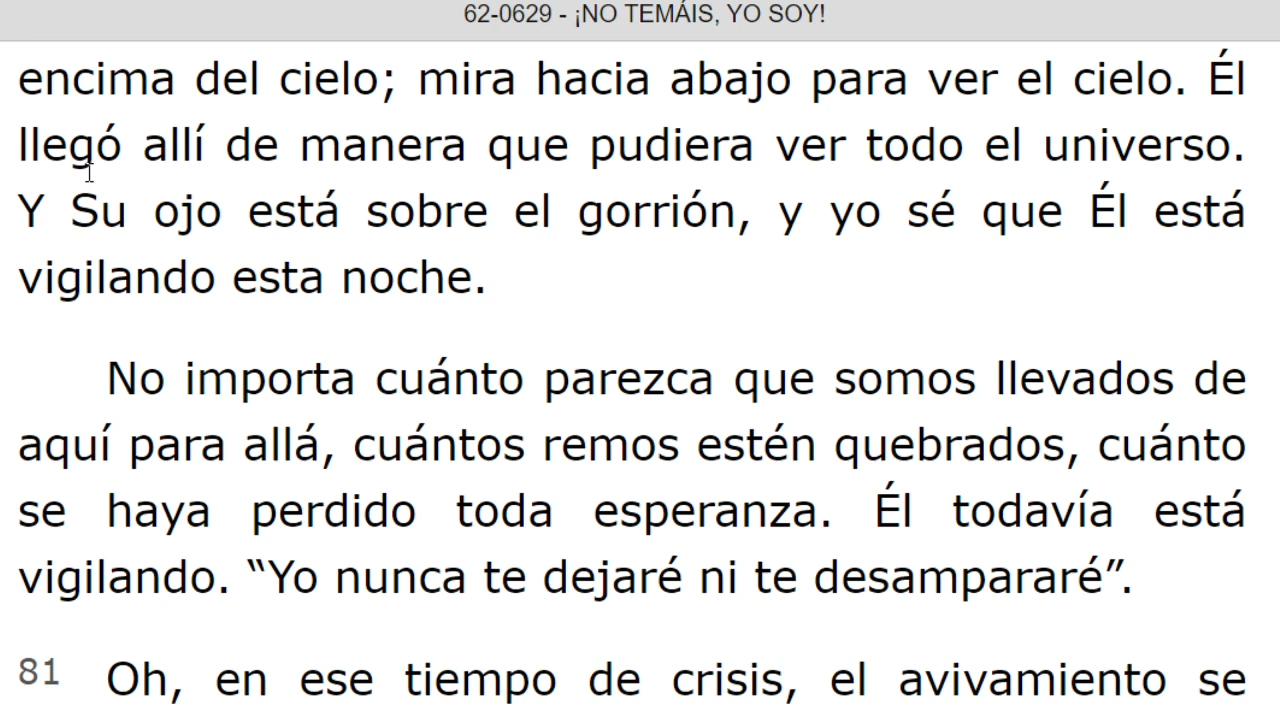 62-0629 - ¡NO TEMÁIS, YO SOY!
encima del cielo; mira hacia abajo para ver el cielo. Él
llegó allí de manera que pudiera ver todo el universo.
Y Su ojo está sobre el gorrión, y yo sé que Él está
vigilando esta noche.
No importa cuánto parezca que somos llevados de
aquí para allá, cuántos remos estén quebrados, cuánto
se haya perdido toda esperanza. Él todavía está
vigilando. “Yo nunca te dejaré ni te desampararé”.
81 Oh, en ese tiempo de crisis, el avivamiento se